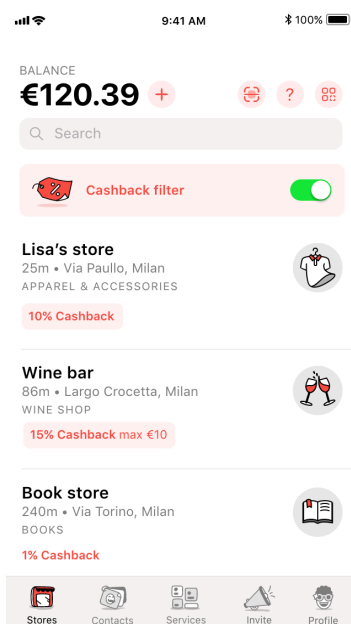 9:41 AM
100%
BALANCE
€120.39
?
Search
%
Cashback filter
Lisa's store
25m • Via Paullo, Milan
APPAREL & ACCESSORIES
10% Cashback
Wine bar
86m • Largo Crocetta, Milan
WINE SHOP
15% Cashback max €10
Book store
240m • Via Torino, Milan
BOOKS
1% Cashback
Stores
Contacts
Services
Invite
Profile